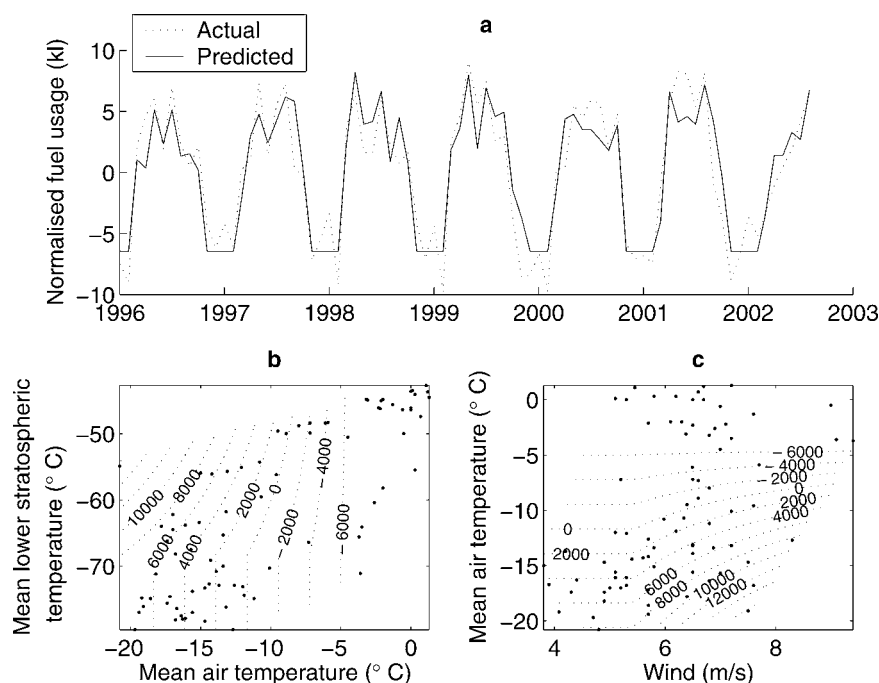 a
Actual
Predicted
Normalised fuel usage (kl)
10
5
0
−5
−10
1996 1997 1998 1999 2000 2001 2002 2003
b
Mean lower stratospheric
temperature (° C)
−50
−60
−70
10000
8000
6000
4000
2000
0
−2000
−4000
−6000
−20 −15 −10 −5 0
Mean air temperature (° C)
c
Mean air temperature (° C)
0
−5
−10
−15
−20
−6000
−4000
−2000
0
2000
4000
0
2000
6000
8000
10000
12000
4 6 8
Wind (m/s)